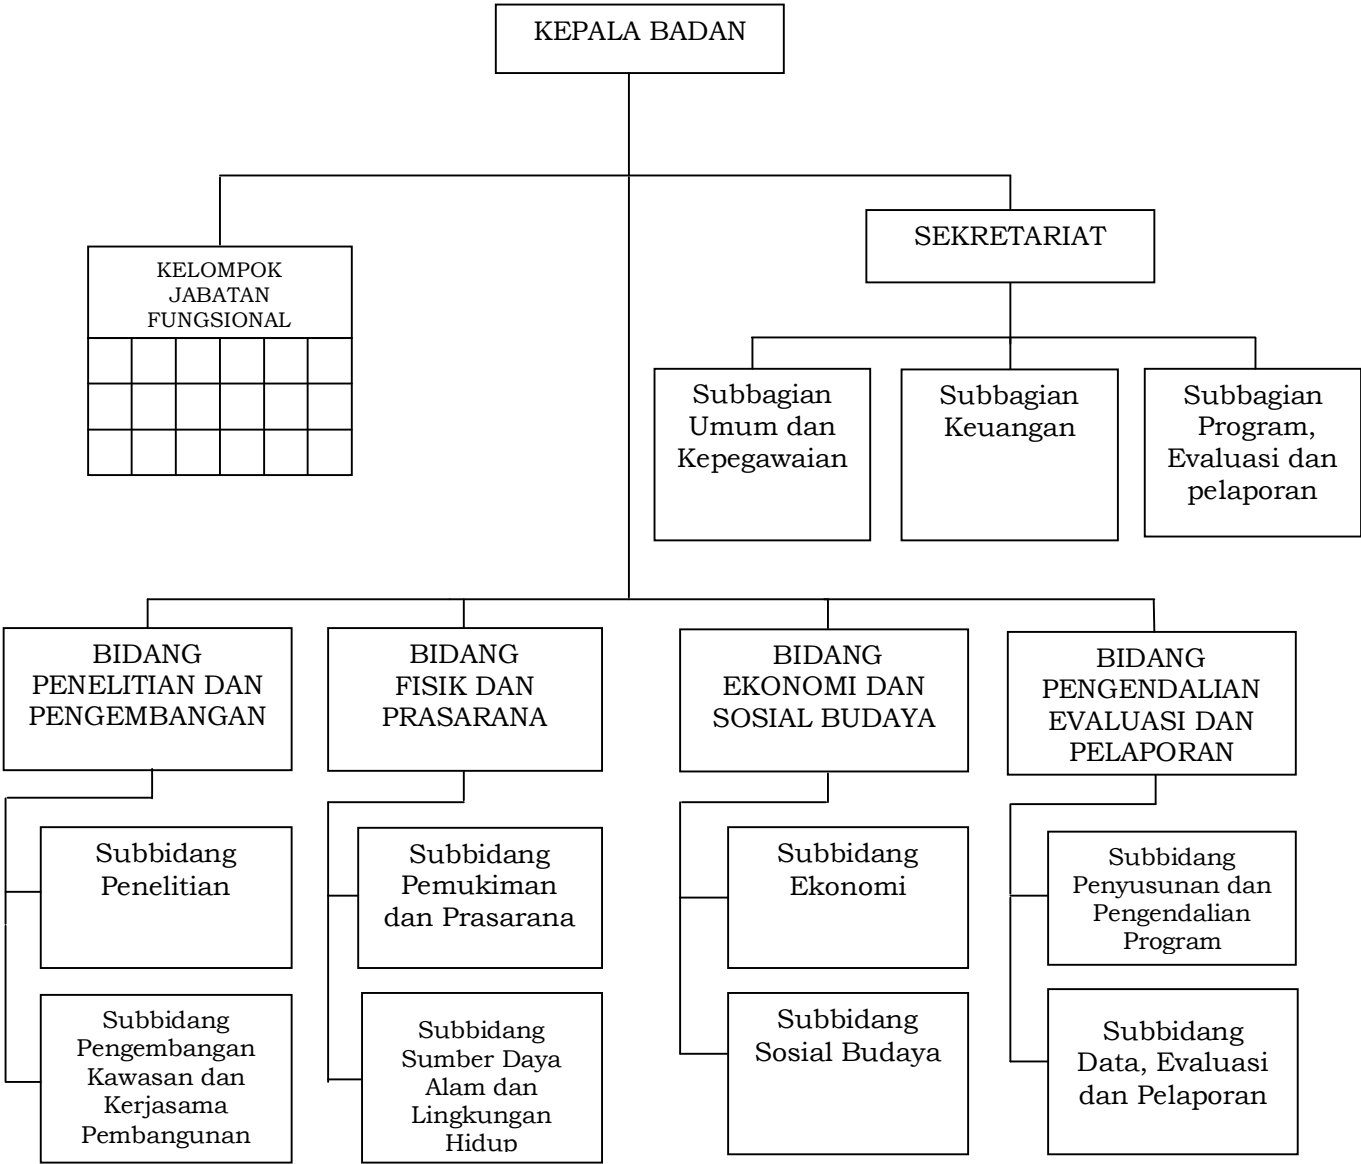 KEPALA BADAN
SEKRETARIAT
KELOMPOK
JABATAN
FUNGSIONAL
Subbagian
Umum dan
Kepegawaian
Subbagian
Keuangan
Subbagian
Program,
Evaluasi dan
pelaporan
BIDANG
PENELITIAN DAN
PENGEMBANGAN
BIDANG
FISIK DAN
PRASARANA
BIDANG
EKONOMI DAN
SOSIAL BUDAYA
BIDANG
PENGENDALIAN
EVALUASI DAN
PELAPORAN
Subbidang
Penelitian
Subbidang
Pemukiman
dan Prasarana
Subbidang
Ekonomi
Subbidang
Penyusunan dan
Pengendalian
Program
Subbidang
Pengembangan
Kawasan dan
Kerjasama
Pembangunan
Subbidang
Sumber Daya
Alam dan
Lingkungan
Hidup
Subbidang
Sosial Budaya
Subbidang
Data, Evaluasi
dan Pelaporan